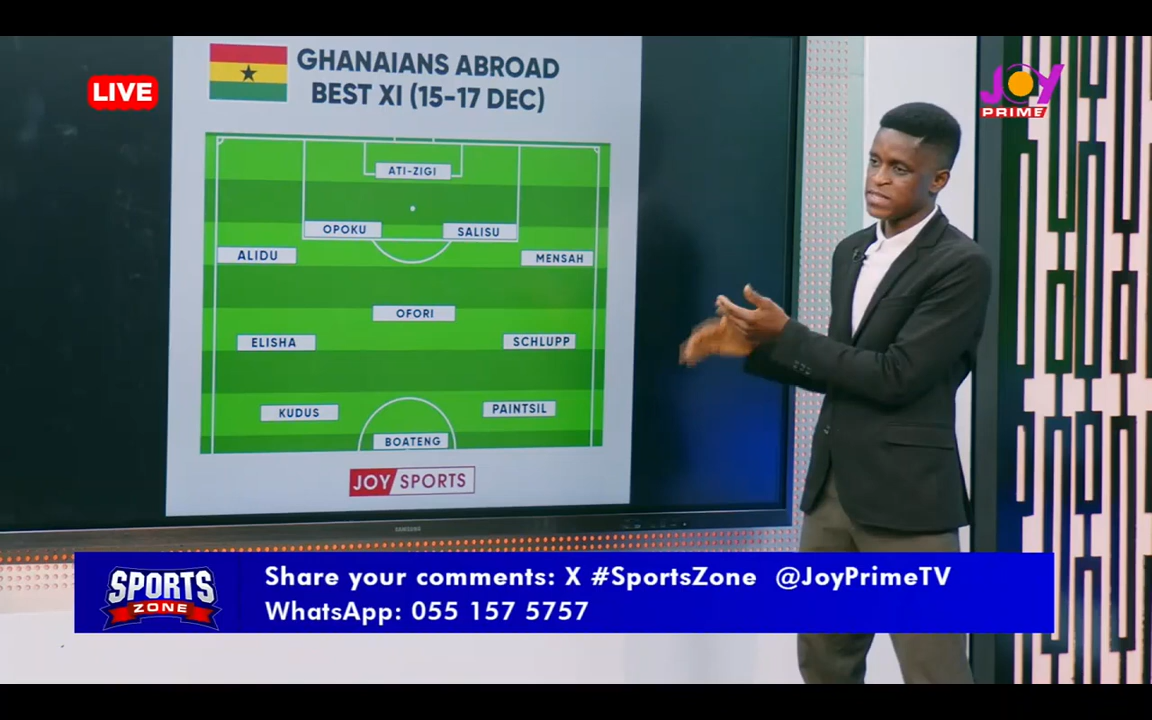 GHANAIANS ABROAD
BEST XI (15-17 DEC)
LIVE
JOY
PRIME
ATI-ZIGI
OPOKU
SALISU
ALIDU
MENSAH
OFORI
ELISHA
SCHLUPP
KUDUS
PAINTSIL
BOATENG
JOY SPORTS
SAMSUNG
SPORTS
ZONE
Share your comments: X #SportsZone @JoyPrimeTV
WhatsApp: 055 157 5757